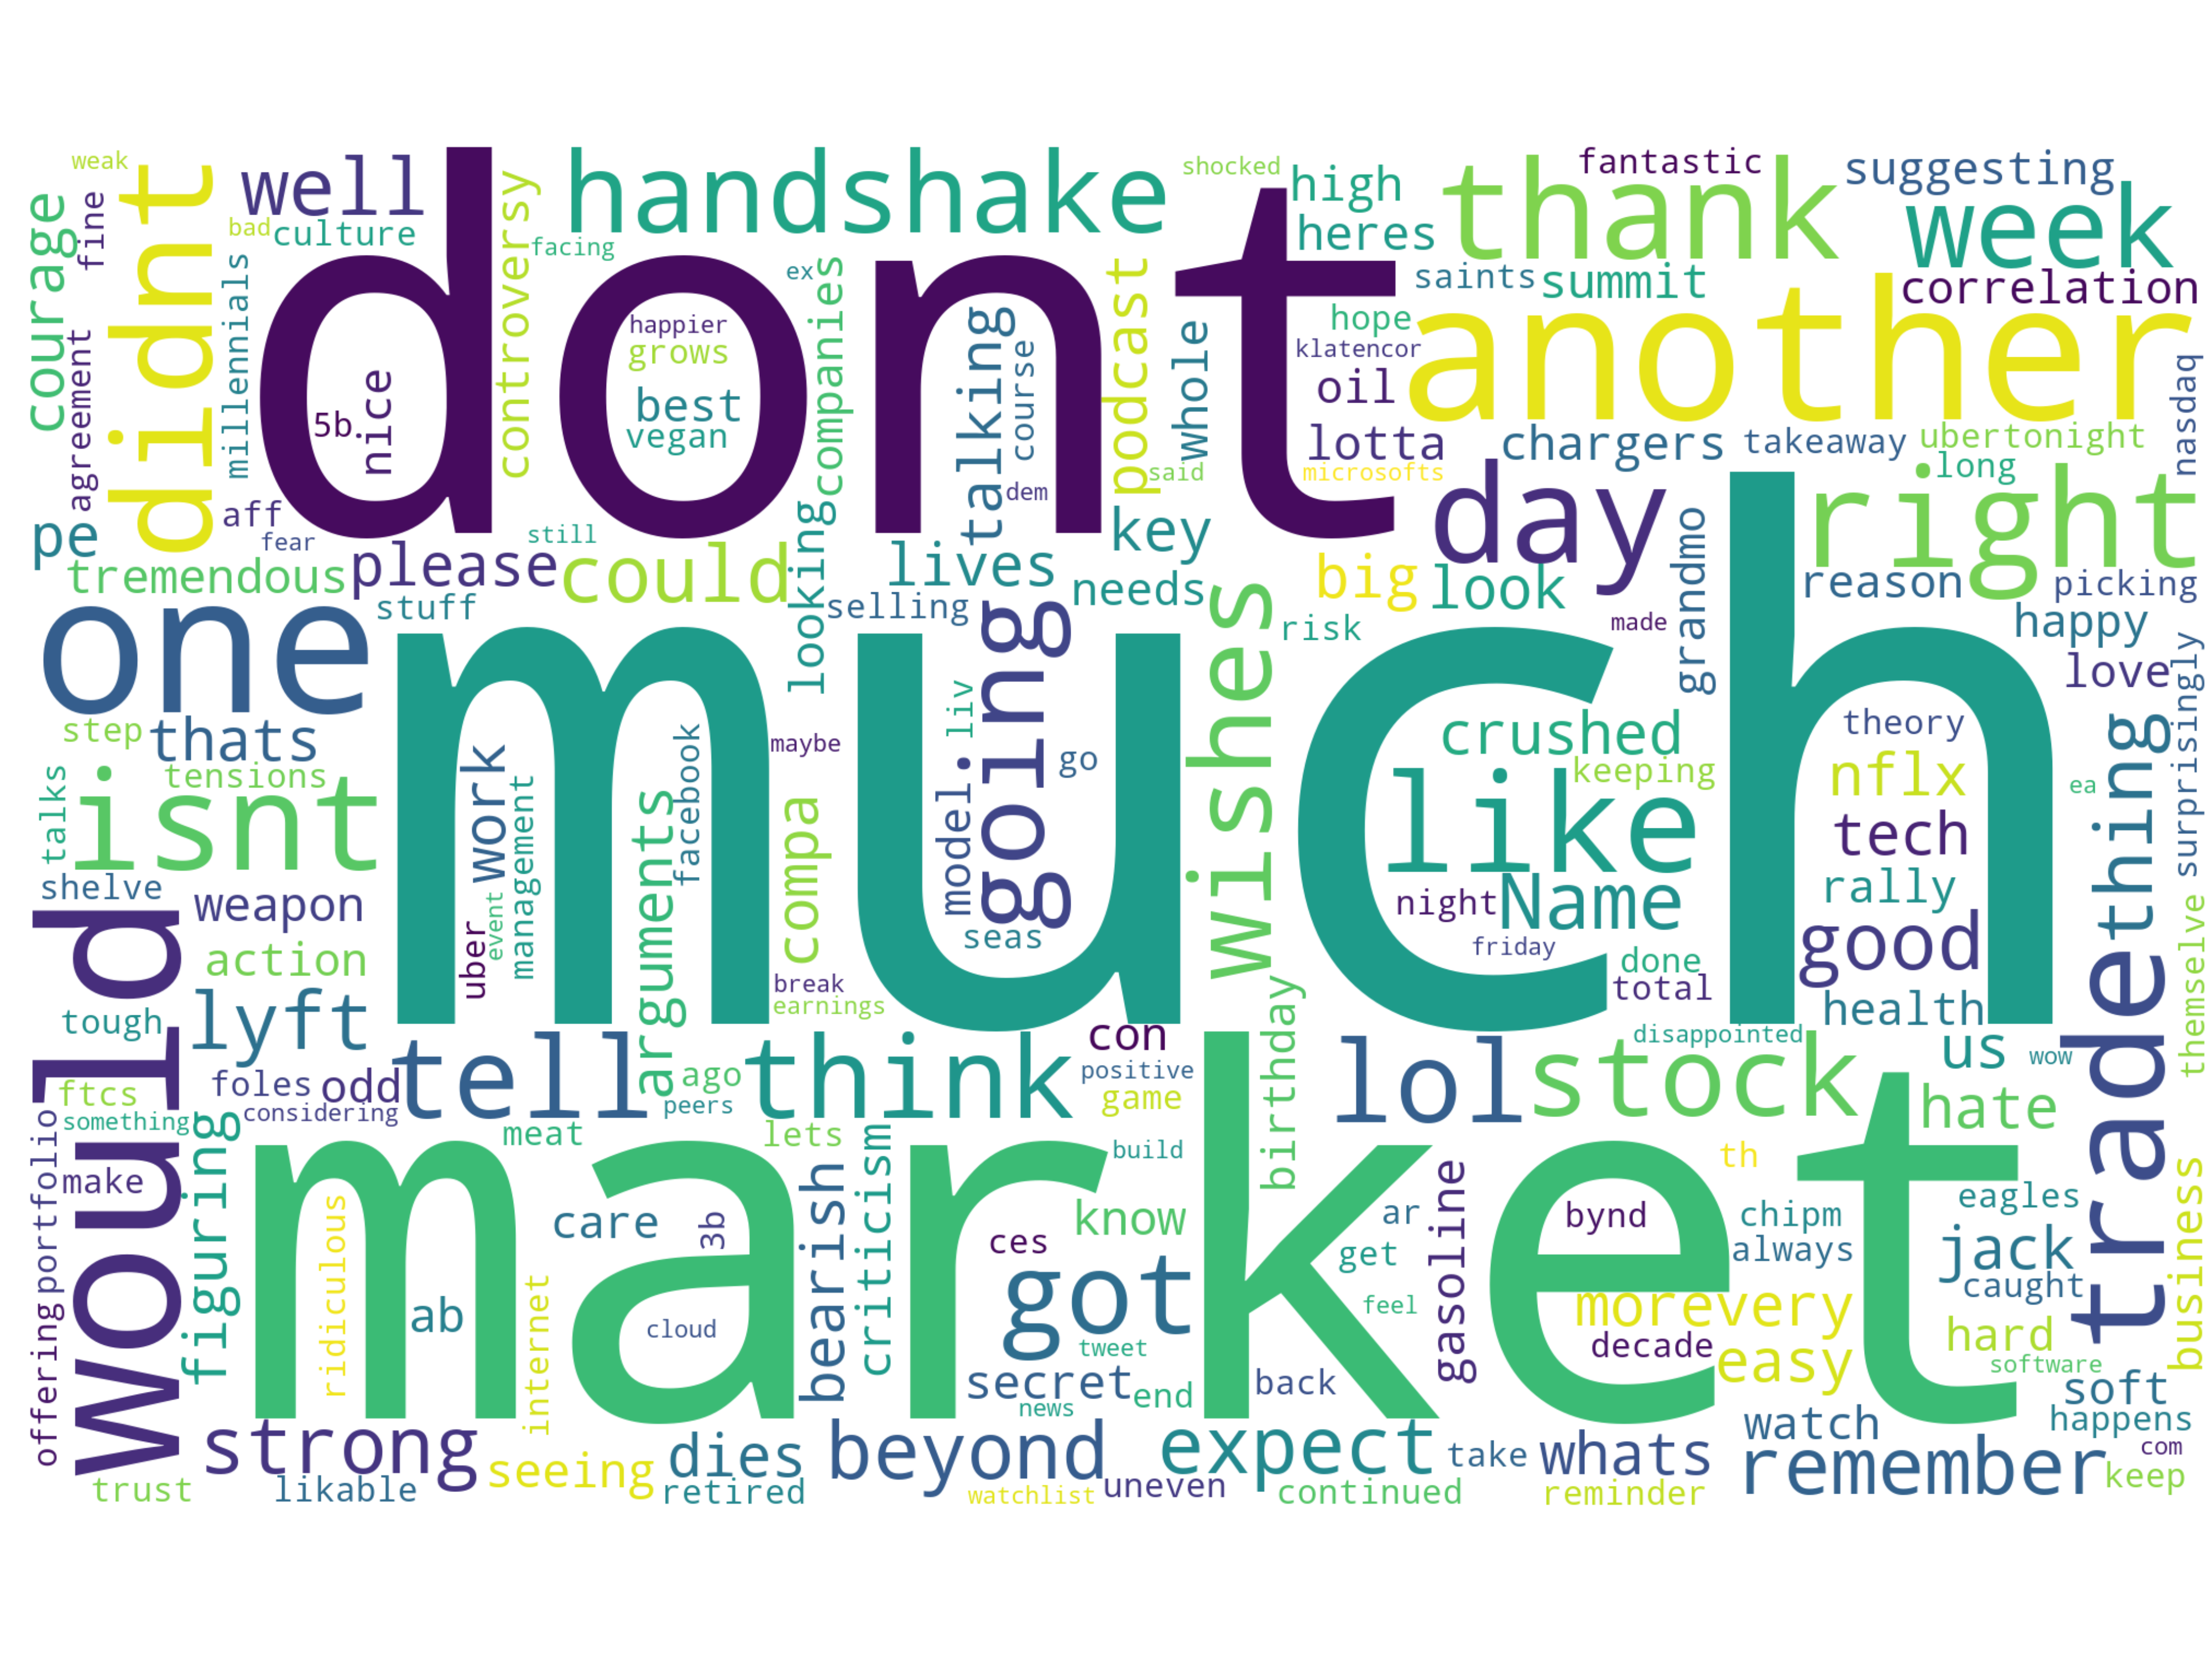 weak
fine
courage
didnt
well
bad
culture
dont
controversy
handshake
facing
shocked
high
heres
thank
fantastic
suggesting
week
saints
summit
correlation
another
agreement
millennials
5b
nice
happier
grows
best
vegan
ex
companies
talking
course
dem
podcast
said
whole
hope
klatencor
oil
lotta
microsofts
chargers
takeaway
ubertonight
long
nasdaq
pe
aff
fear
tremendous
please
still
could
looking
lives
key
needs
day
big
look
grandmo
right
reason
picking
happy
love
surprisingly
one
stuff
much
selling
going
liv
model
go
seas
wishes
risk
made
step
thats
tensions
talks
isnt
shelve
weapon
work
uber
event
management
arguments
facebook
maybe
compa
break
earnings
crushed
keeping
like
night
Name
friday
done
total
theory
nflx
tech
rally
good
health
ea
tradething
themselve
would
action
tough
lyft
ftcs
something
foles
odd
considering
tell
ago
peers
think
con
positive
game
birthday
lol
stock
disappointed
us
wow
hate
offering
portfolio
make
figuring
meat
lets
market
ridiculous
ab
internet
care
3b
cloud
bearish
criticism
build
know
ces
got
tweet
secret
news
end
ar
get
feel
back
gasoline
th
bynd
chipm
always
morevery
decade
easy
eagles
jack
caught
hard
software
business
soft
happens
com
keep
strong
trust
likable
seeing
dies
retired
beyond
watchlist
uneven
expect
continued
take
whats
reminder
watch
remember